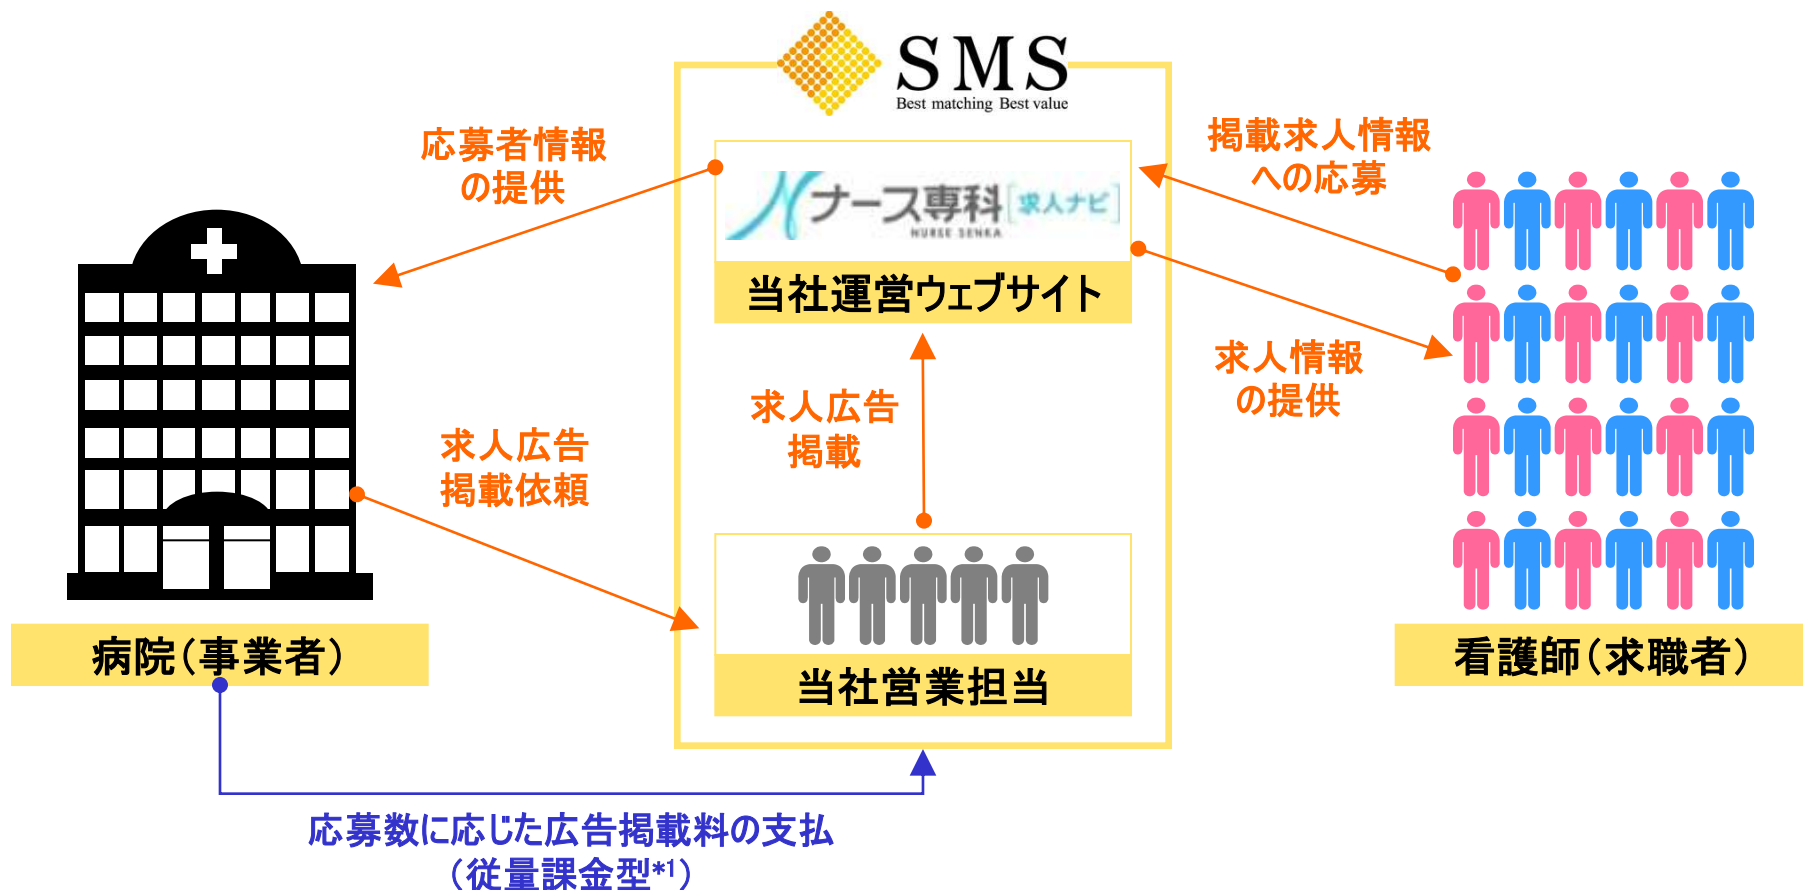 SMS
Best matching Best value
応募者情報
の提供
掲載求人情報
への応募
ナース専科[求人ナビ]
NURSE SENKA
当社運営ウェブサイト
求人情報
の提供
求人広告
掲載
求人広告
掲載依頼
病院(事業者)
当社営業担当
看護師(求職者)
応募数に応じた広告掲載料の支払
(従量課金型*1)